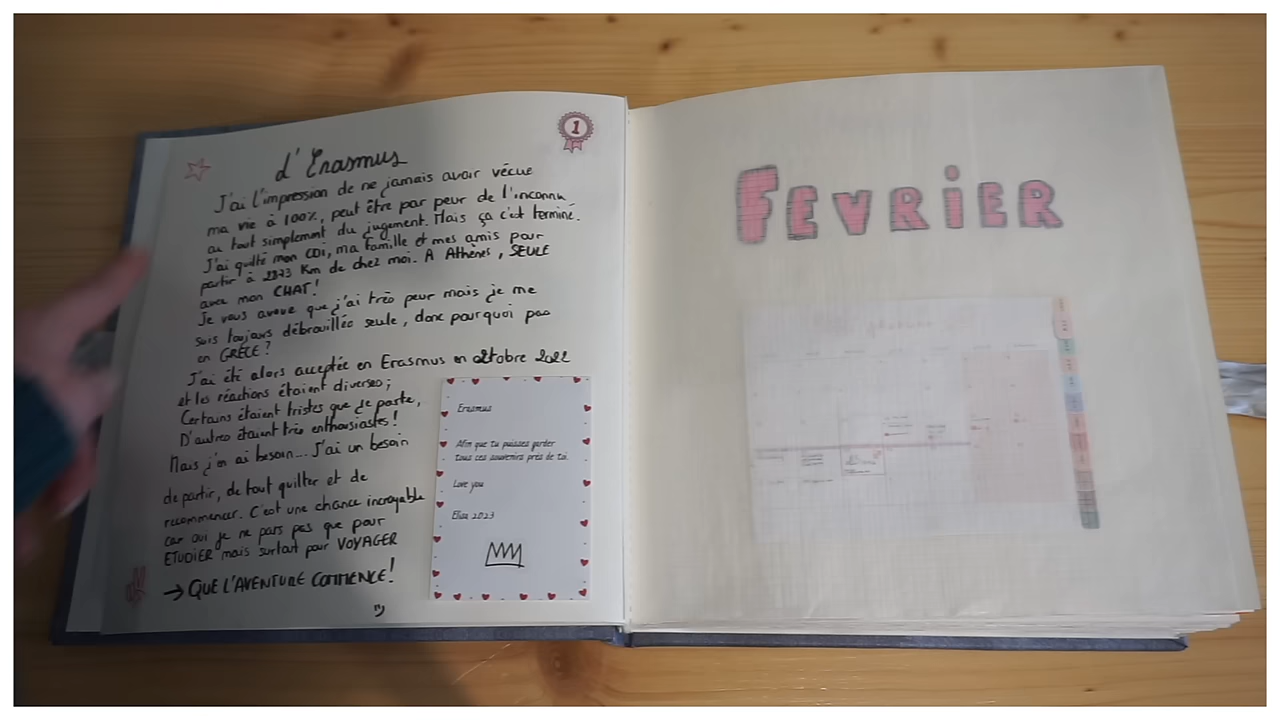 1
d'Erasmus
J'ai l'impression de ne jamais avoir vécue
ma vie à 100%, peut être par peur de l'inconnu
ou tout simplement du jugement. Mais ça c'est terminé.
J'ai quitté mon CDI, ma famille et mes amis pour
partir à 2873 Km de chez moi. A Athènes, SEULE
avec mon CHAT!
Je vous avoue que j'ai très peur mais je me
suis toujours débrouillée seule, donc pourquoi pas
en GRÈCE?
J'ai été alors acceptée en Erasmus en octobre 2022
et les réactions étaient diverses;
Certains étaient tristes que je parte,
D'autres étaient très enthousiastes!
Mais j'en ai besoin... J'ai un besoin
de partir, de tout quitter et de
recommencer. C'est une chance incroyable
car oui je ne pars pas que pour
ETUDIER mais surtout pour VOYAGER
→ QUE L'AVENTURE COMMENCE!
Erasmus
Afin que tu puisses garder
tous ces souvenirs près de toi.
Love you
2023
FEVRiER